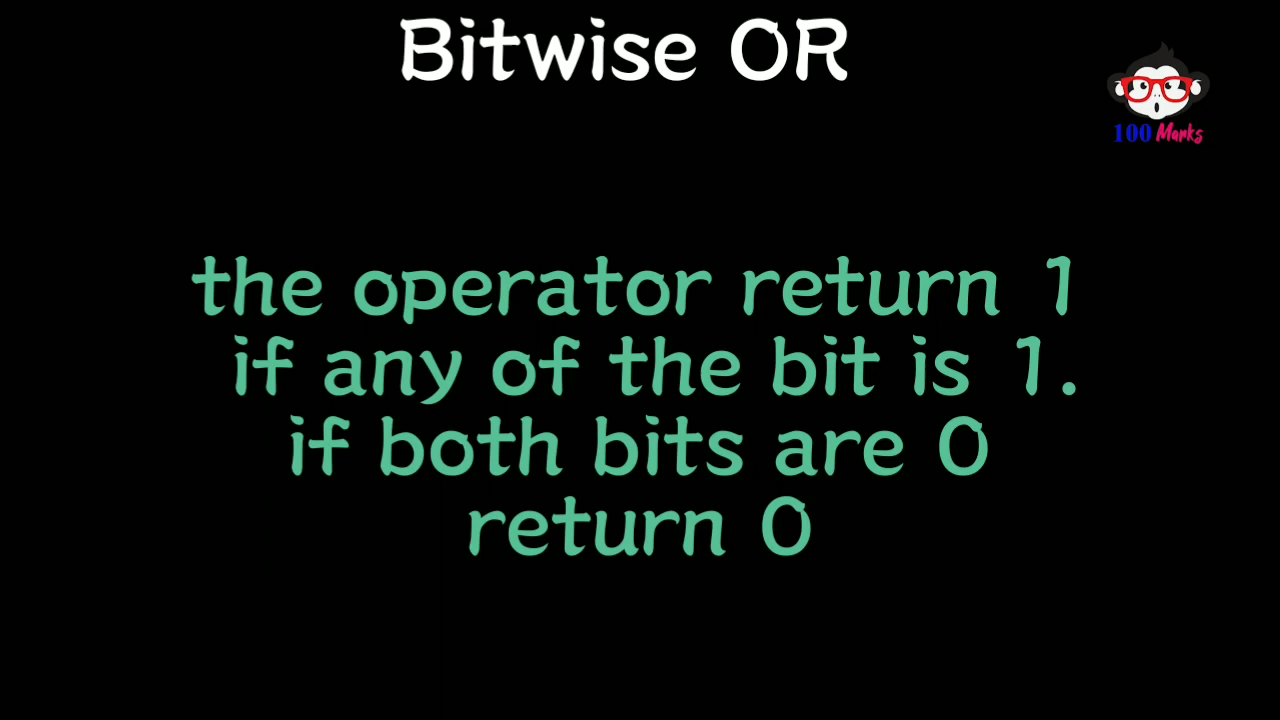 Bitwise OR
100 Marks
the operator return 1
if any of the bit is 1.
if both bits are 0
return 0